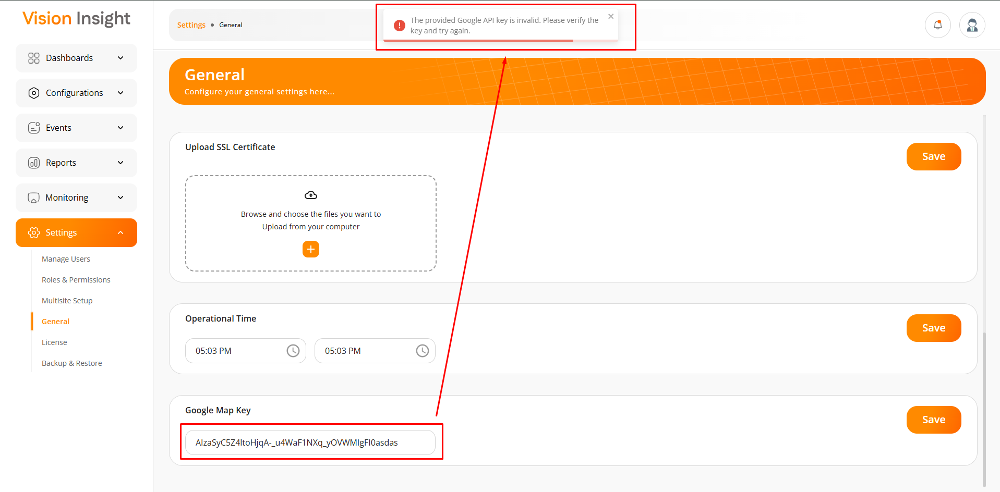 Vision Insight
Dashboards
Configurations
Events
Reports
Monitoring
Settings
Manage Users
Roles & Permissions
Multisite Setup
General
License
Backup & Restore
Settings • General
The provided Google API key is invalid. Please verify the
key and try again.
General
Configure your general settings here...
Upload SSL Certificate
Save
Browse and choose the files you want to
Upload from your computer
Operational Time
Save
05:03 PM
05:03 PM
Google Map Key
Save
AIzaSyC5Z4ltoHjqA-_u4WaF1NXq_yOVWMIgFI0asdas